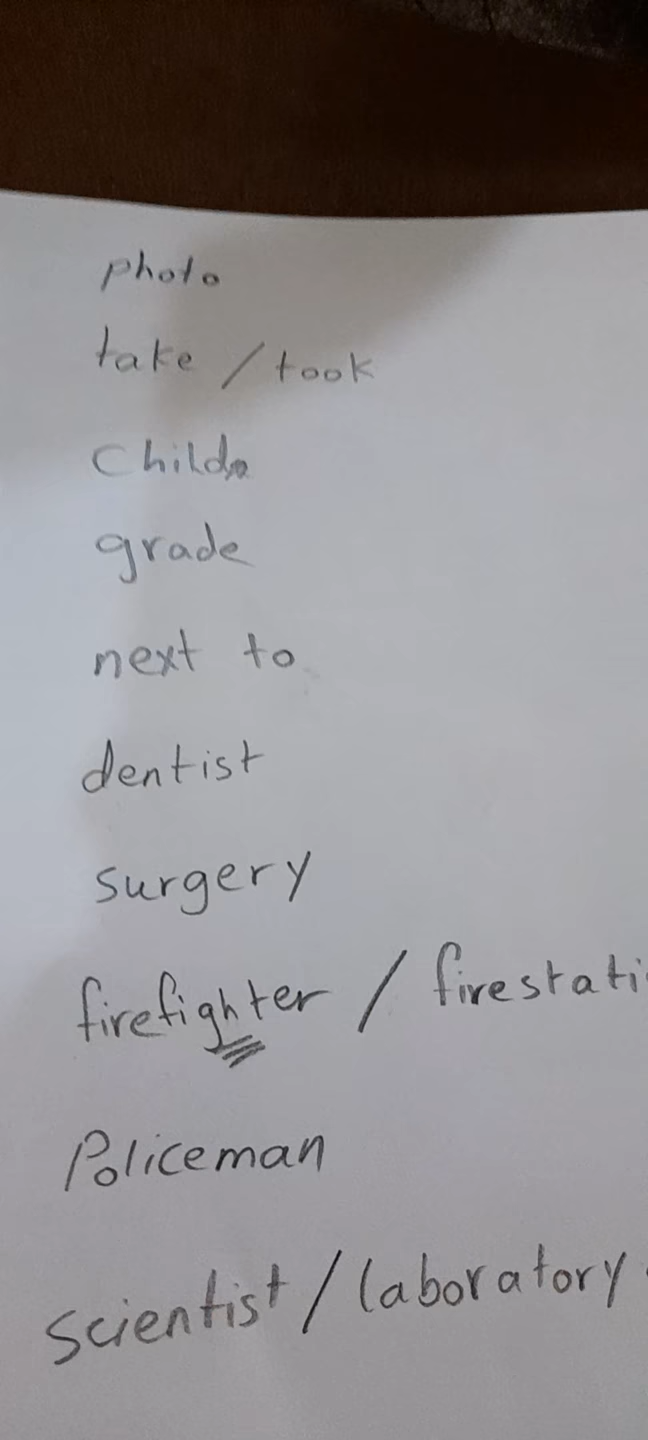 photo
take / took
Child
grade
next to
dentist
surgery
firefighter / firestati
Policeman
scientist / laboratory